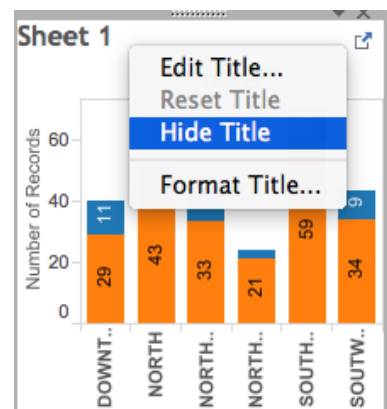 Sheet 1
Edit Title...
Reset Title
Hide Title
Format Title...
Number of Records
60
40
20
0
11
9
29
43
33
21
59
34
DOWNT..
NORTH
NORTH..
NORTH..
SOUTH..
SOUTW..